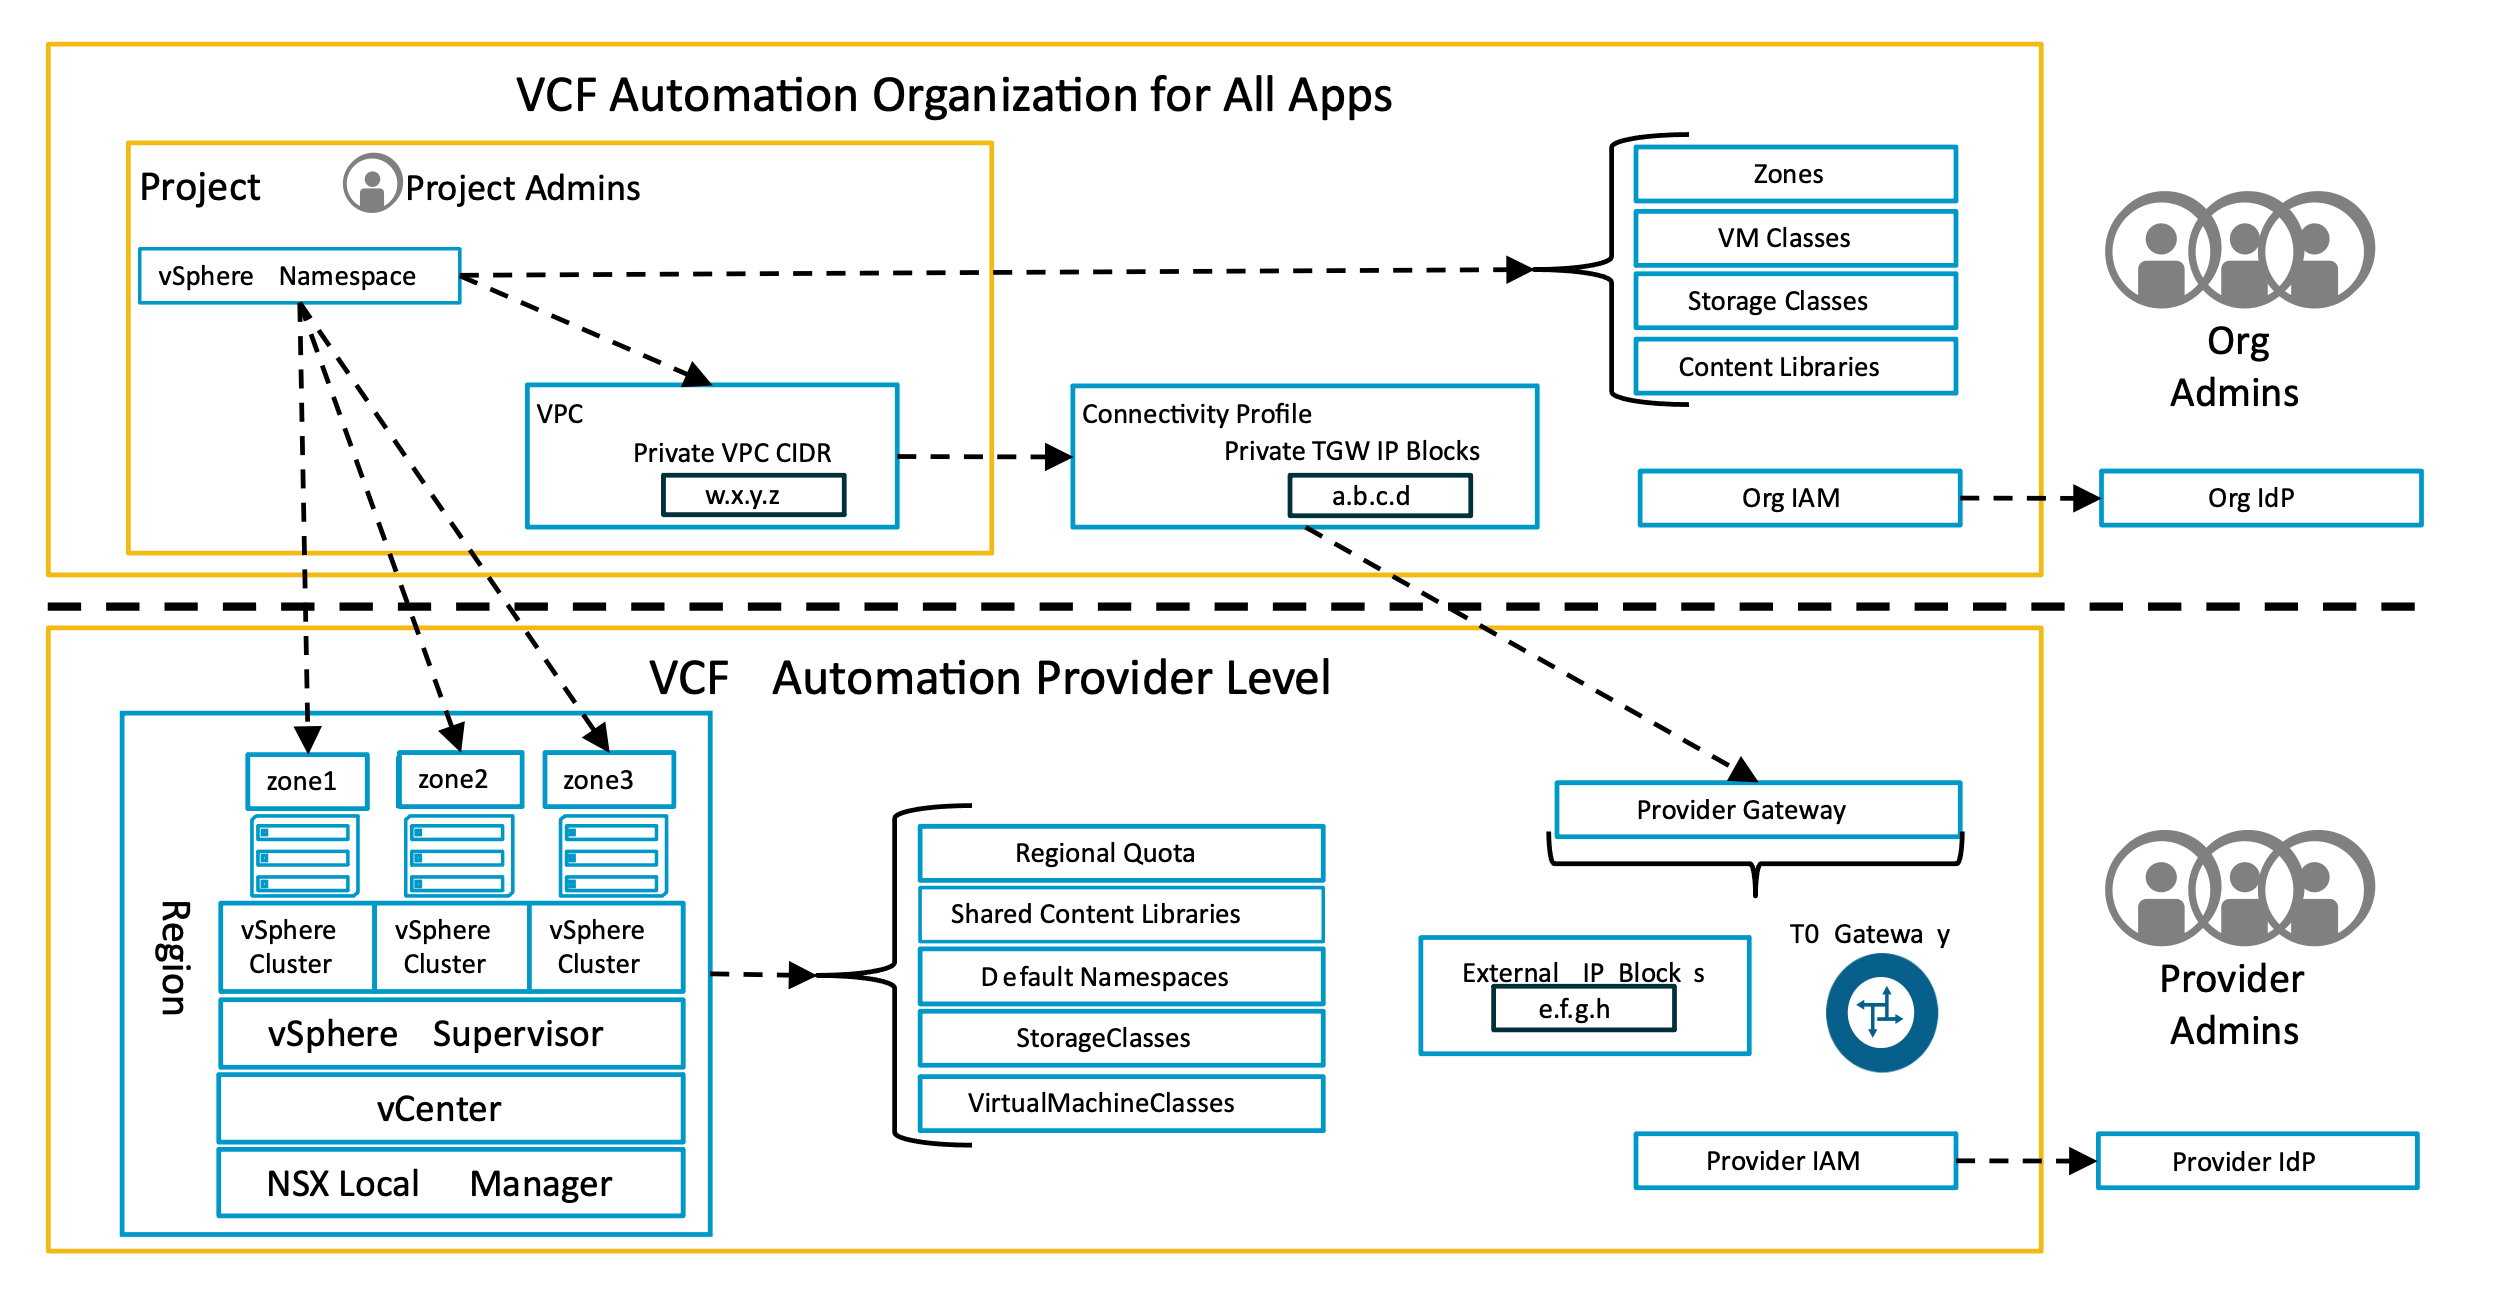 VCF Automation Organization for All Apps
Project
Project Admins
vSphere Namespace
VPC
Private VPC CIDR
w.x.y.z
Connectivity Profile
Private TGW IP Blocks
a.b.c.d
Zones
VM Classes
Storage Classes
Content Libraries
Org IAM
Org IdP
Org
Admins
VCF Automation Provider Level
Region
zone1
zone2
zone3
vSphere
Cluster
vSphere
Cluster
vSphere
Cluster
vSphere Supervisor
vCenter
NSX Local Manager
Regional Quota
Shared Content Libraries
Default Namespaces
StorageClasses
VirtualMachineClasses
Provider Gateway
External IP Block s
e.f.g.h
T0 Gatewa y
Provider IAM
Provider IdP
Provider
Admins